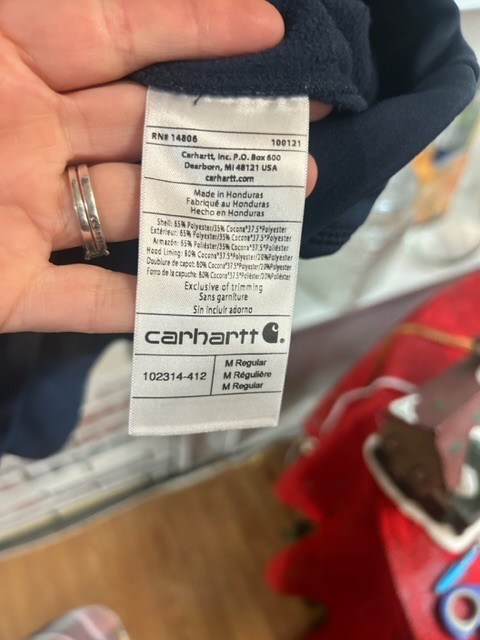 RN# 14806 100121
Carhartt, Inc. P.O. Box 600
Dearborn, MI 48121 USA
carhartt.com
Made in Honduras
Fabriqué au Honduras
Hecho en Honduras
Shell: 65% Polyester/35% Cocona*37.5*Polyester
Extérieur: 65% Polyester/35% Cocona*37.5*Polyester
Armazón: 65% Poliéster/35% Cocona*37.5*Poliéster
Hood Lining: 80% Cocona*37.5*Polyester/20%Polyester
Doublure de capot: 80% Cocona*37.5*Polyester/20%Polyester
Forro de la capucha: 80% Cocona*37.5*Poliéster/20%Poliéster
Exclusive of trimming
Sans garniture
Sin incluir adorno
carhartt
102314-412
M Regular
M Régulière
M Regular